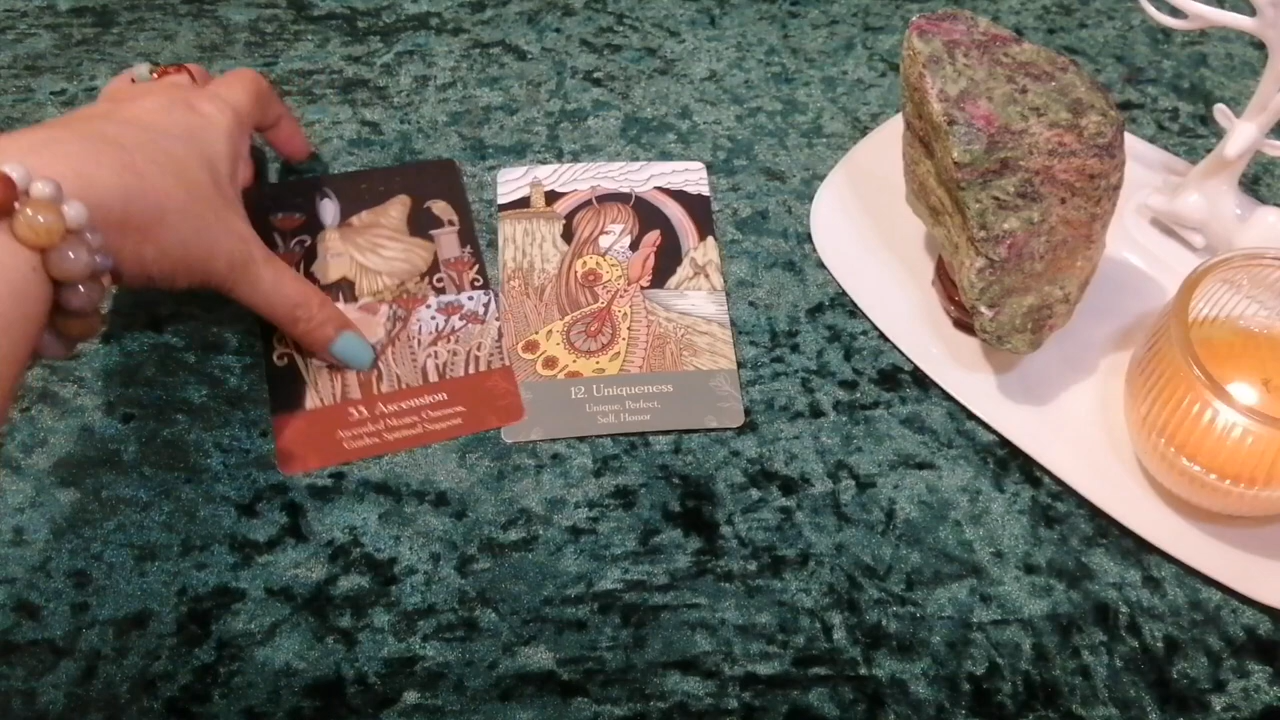 33. Ascension
Ascended Master, Oneness,
Guides, Spiritual Support
12. Uniqueness
Unique, Perfect,
Self, Honor